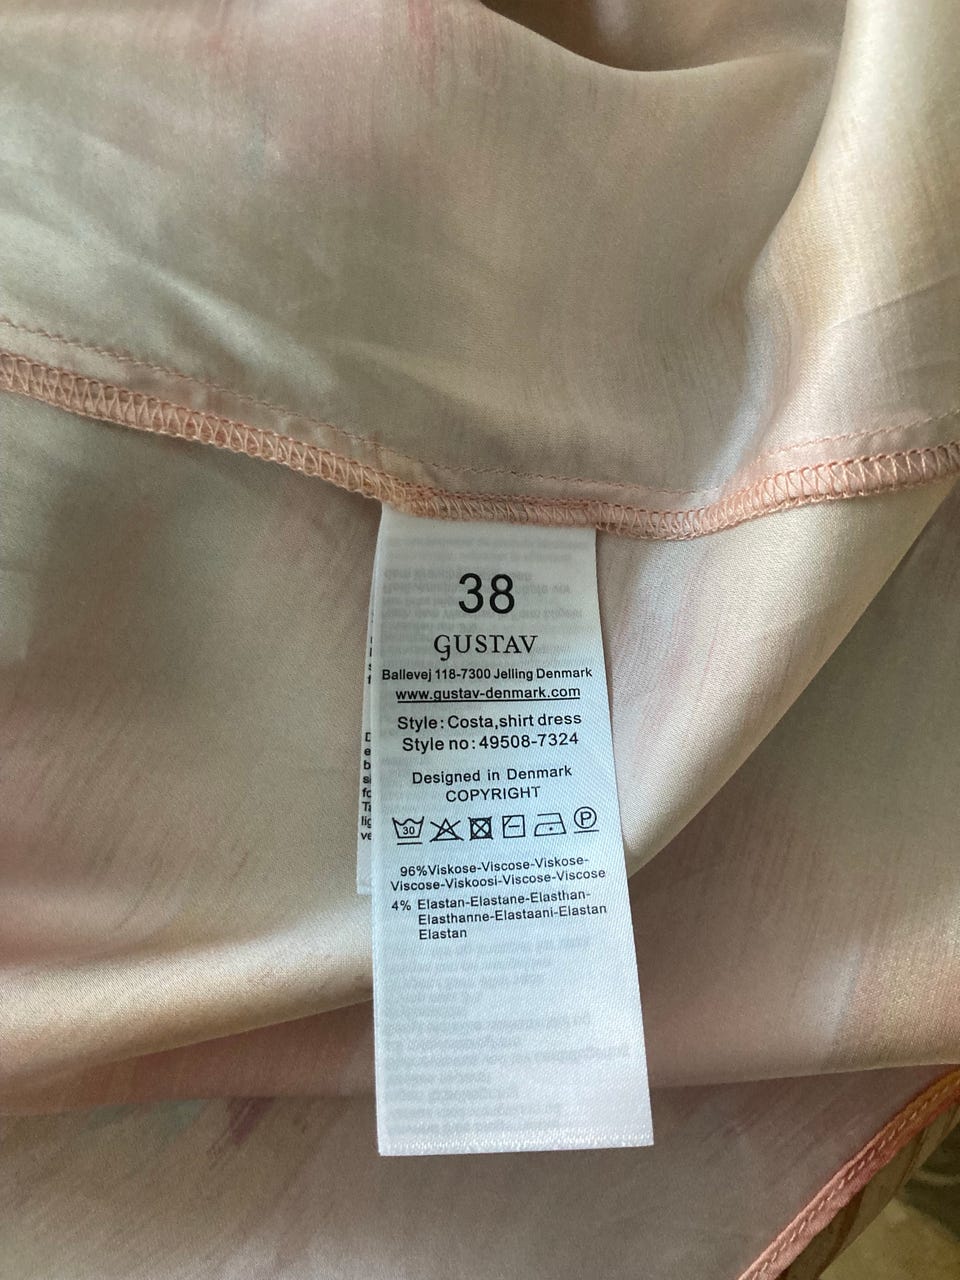 38
GUSTAV
Ballevej 118-7300 Jelling Denmark
www.gustav-denmark.com
Style: Costa,shirt dress
Style no: 49508-7324
Designed in Denmark
COPYRIGHT
30
P
96%Viskose-Viscose-Viskose-
Viscose-Viskoosi-Viscose-Viscose
4% Elastan-Elastane-Elasthan-
Elasthanne-Elastaani-Elastan
Elastan